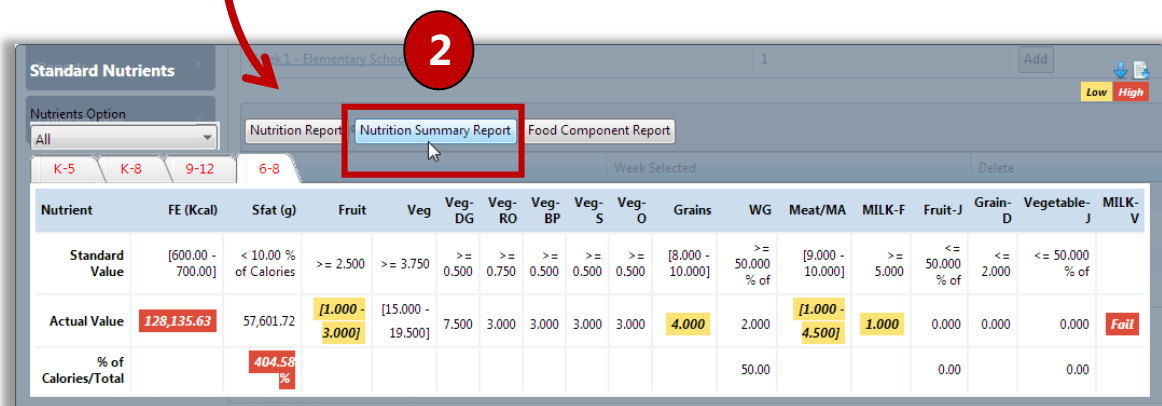 2
Standard Nutrients
Week 1 - Elementary School 1 Add
Low High
Nutrients Option
All
Nutrition Report Nutrition Summary Report Food Component Report
K-5 K-8 9-12 6-8 Week Selected Delete
Nutrient FE (Kcal) Sfat (g) Fruit Veg Veg-DG Veg-RO Veg-BP Veg-S Veg-O Grains WG Meat/MA MILK-F Fruit-J Grain-D Vegetable-J MILK-V
Standard Value [600.00 - 700.00] < 10.00 % of Calories >= 2.500 >= 3.750 >= 0.500 >= 0.750 >= 0.500 >= 0.500 >= 0.500 [8.000 - 10.000] >= 50.000 % of [9.000 - 10.000] >= 5.000 <= 50.000 % of <= 2.000 <= 50.000 % of
Actual Value 128,135.63 57,601.72 [1.000 - 3.000] [15.000 - 19.500] 7.500 3.000 3.000 3.000 3.000 4.000 2.000 [1.000 - 4.500] 1.000 0.000 0.000 0.000 Fail
% of Calories/Total 404.58 % 50.00 0.00 0.00